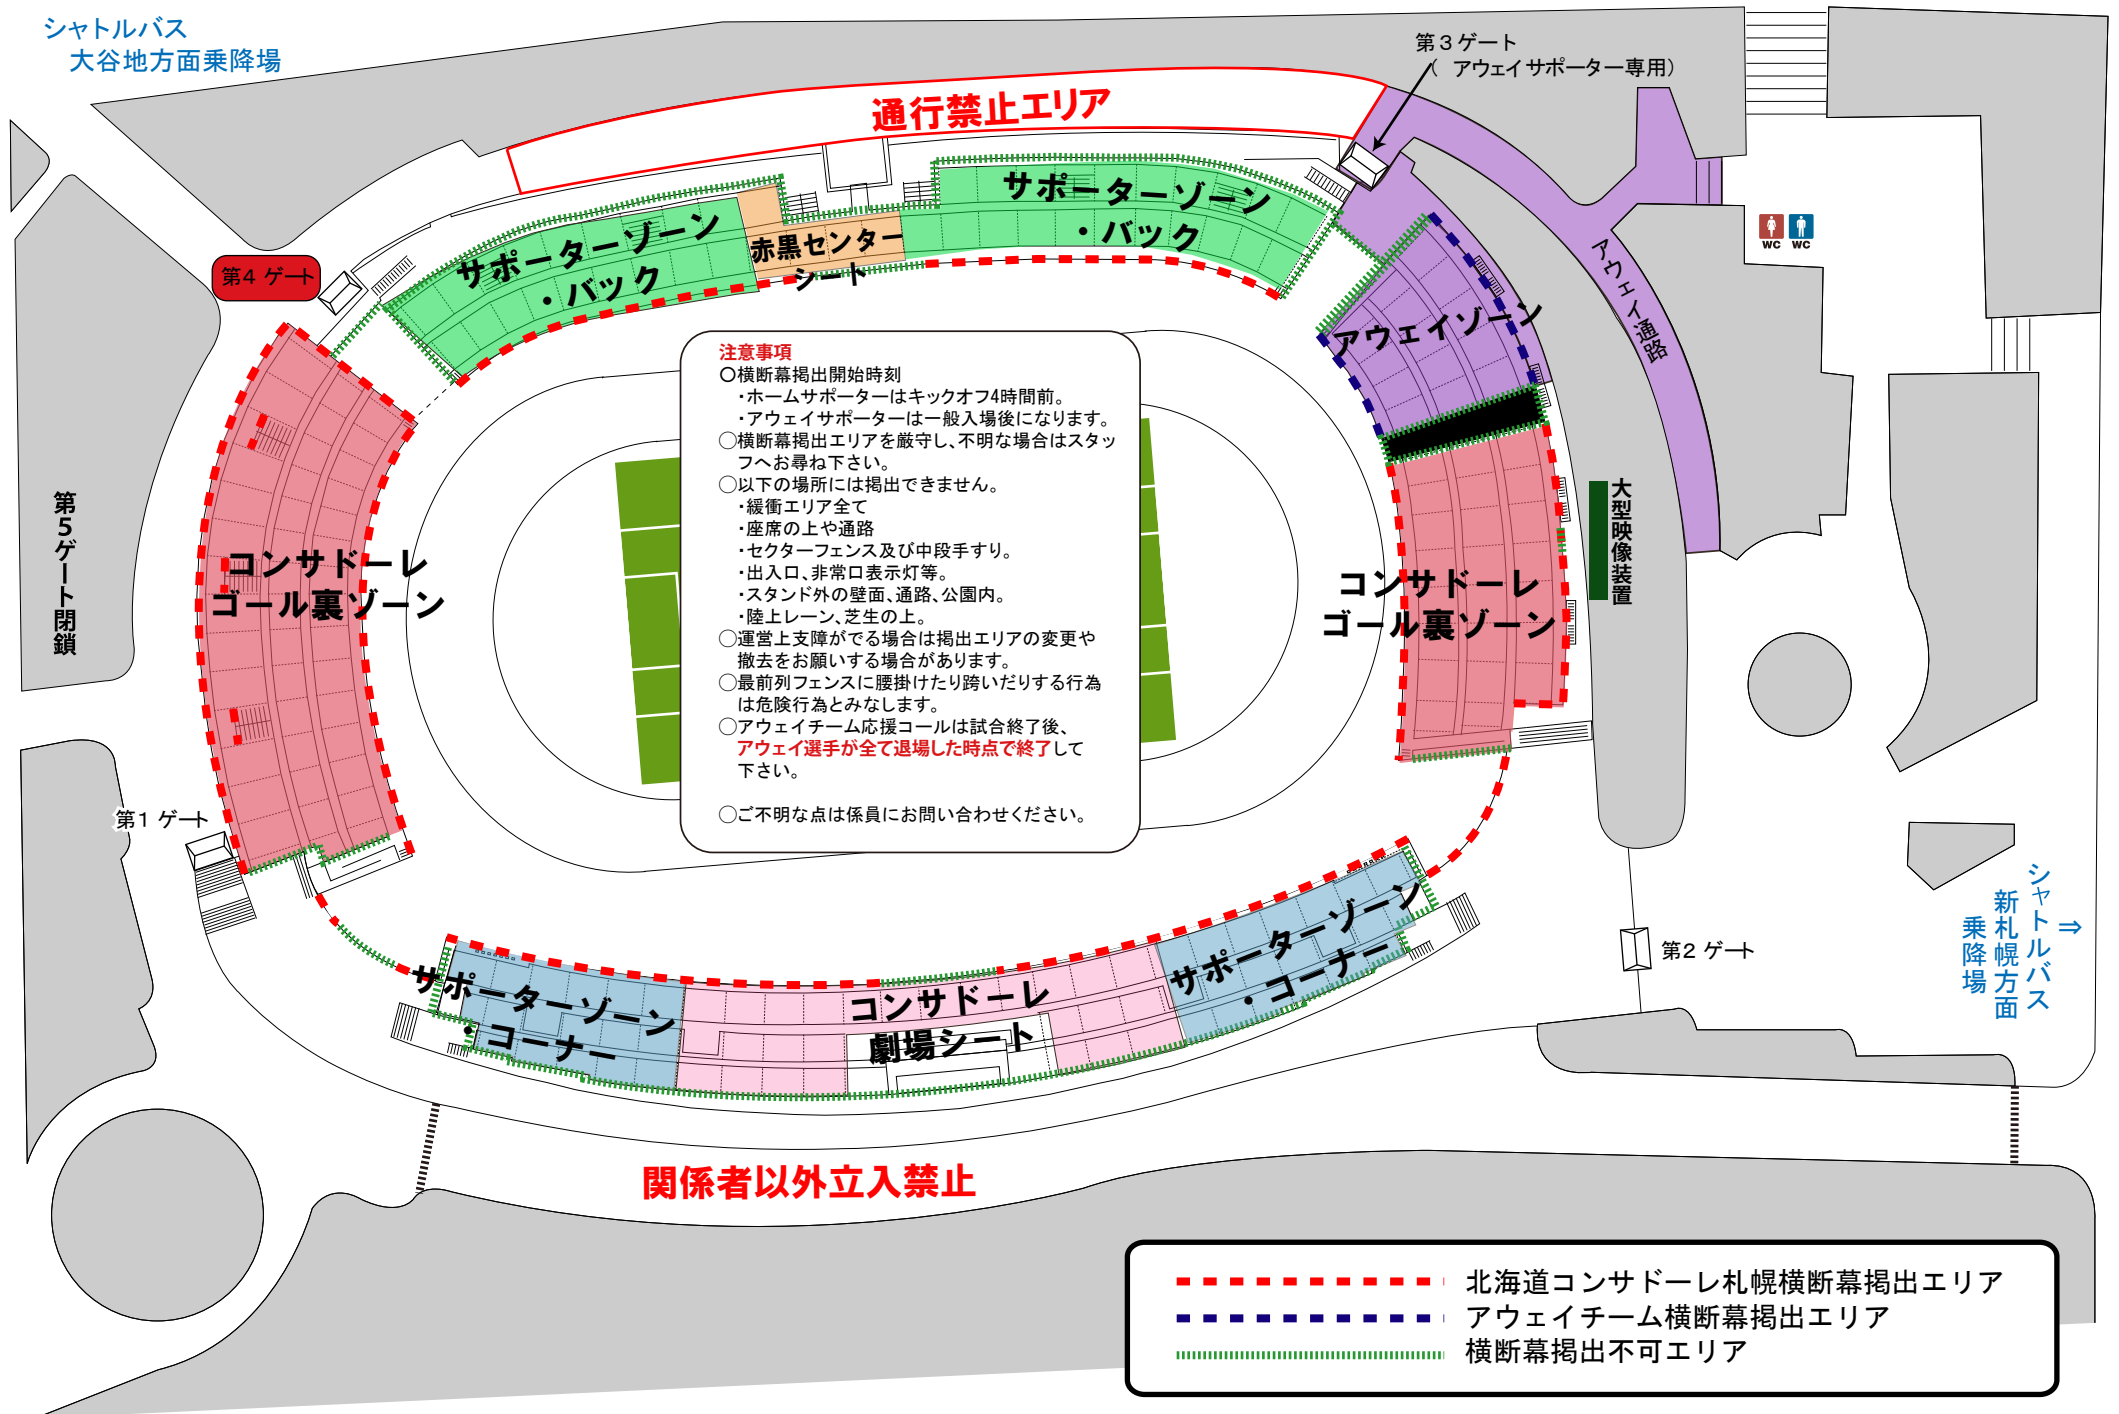 シャトルバス
大谷地方面乗降場
第3ゲート
( アウェイサポーター専用)
通行禁止エリア
サポーターゾーン
・バック
サポーターゾーン
・バック
赤黒センター
シート
第4 ゲート
アウェイゾーン
アウェイ通路
WC
WC
注意事項
〇横断幕掲出開始時刻
・ホームサポーターはキックオフ4時間前。
・アウェイサポーターは一般入場後になります。
◯横断幕掲出エリアを厳守し、不明な場合はスタッ
フへお尋ね下さい。
◯以下の場所には掲出できません。
・緩衝エリア全て
・座席の上や通路
・セクターフェンス及び中段手すり。
・出入口、非常口表示灯等。
・スタンド外の壁面、通路、公園内。
・陸上レーン、芝生の上。
◯運営上支障がでる場合は掲出エリアの変更や
撤去をお願いする場合があります。
◯最前列フェンスに腰掛けたり跨いだりする行為
は危険行為とみなします。
◯アウェイチーム応援コールは試合終了後、
アウェイ選手が全て退場した時点で終了して
下さい。
◯ご不明な点は係員にお問い合わせください。
第5ゲート閉鎖
コンサドーレ
ゴール裏ゾーン
コンサドーレ
ゴール裏ゾーン
大型映像装置
第1 ゲート
シャトルバス
新札幌方面
乗降場
⇒
第2 ゲート
サポーターゾーン
・コーナー
コンサドーレ
劇場シート
サポーターゾーン
・コーナー
関係者以外立入禁止
北海道コンサドーレ札幌横断幕掲出エリア
アウェイチーム横断幕掲出エリア
横断幕掲出不可エリア